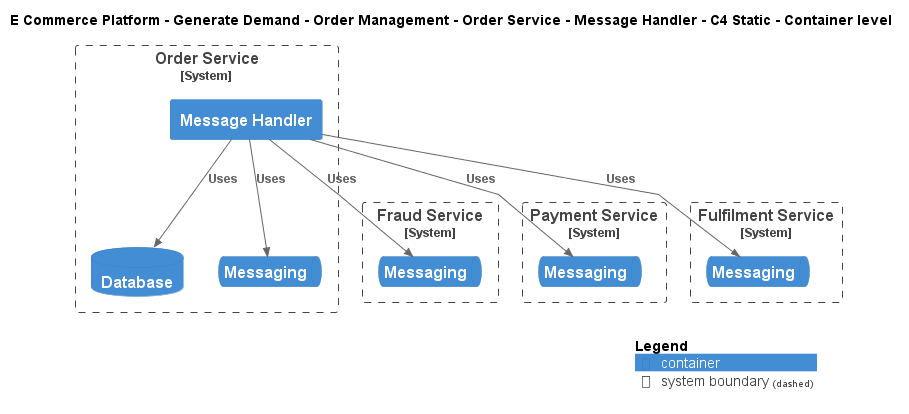 E Commerce Platform - Generate Demand - Order Management - Order Service - Message Handler - C4 Static - Container level
Order Service
[System]
Message Handler
Uses
Uses
Uses
Uses
Uses
Fraud Service
[System]
Payment Service
[System]
Fulfilment Service
[System]
Database
Messaging
Messaging
Messaging
Messaging
Legend
container
system boundary (dashed)